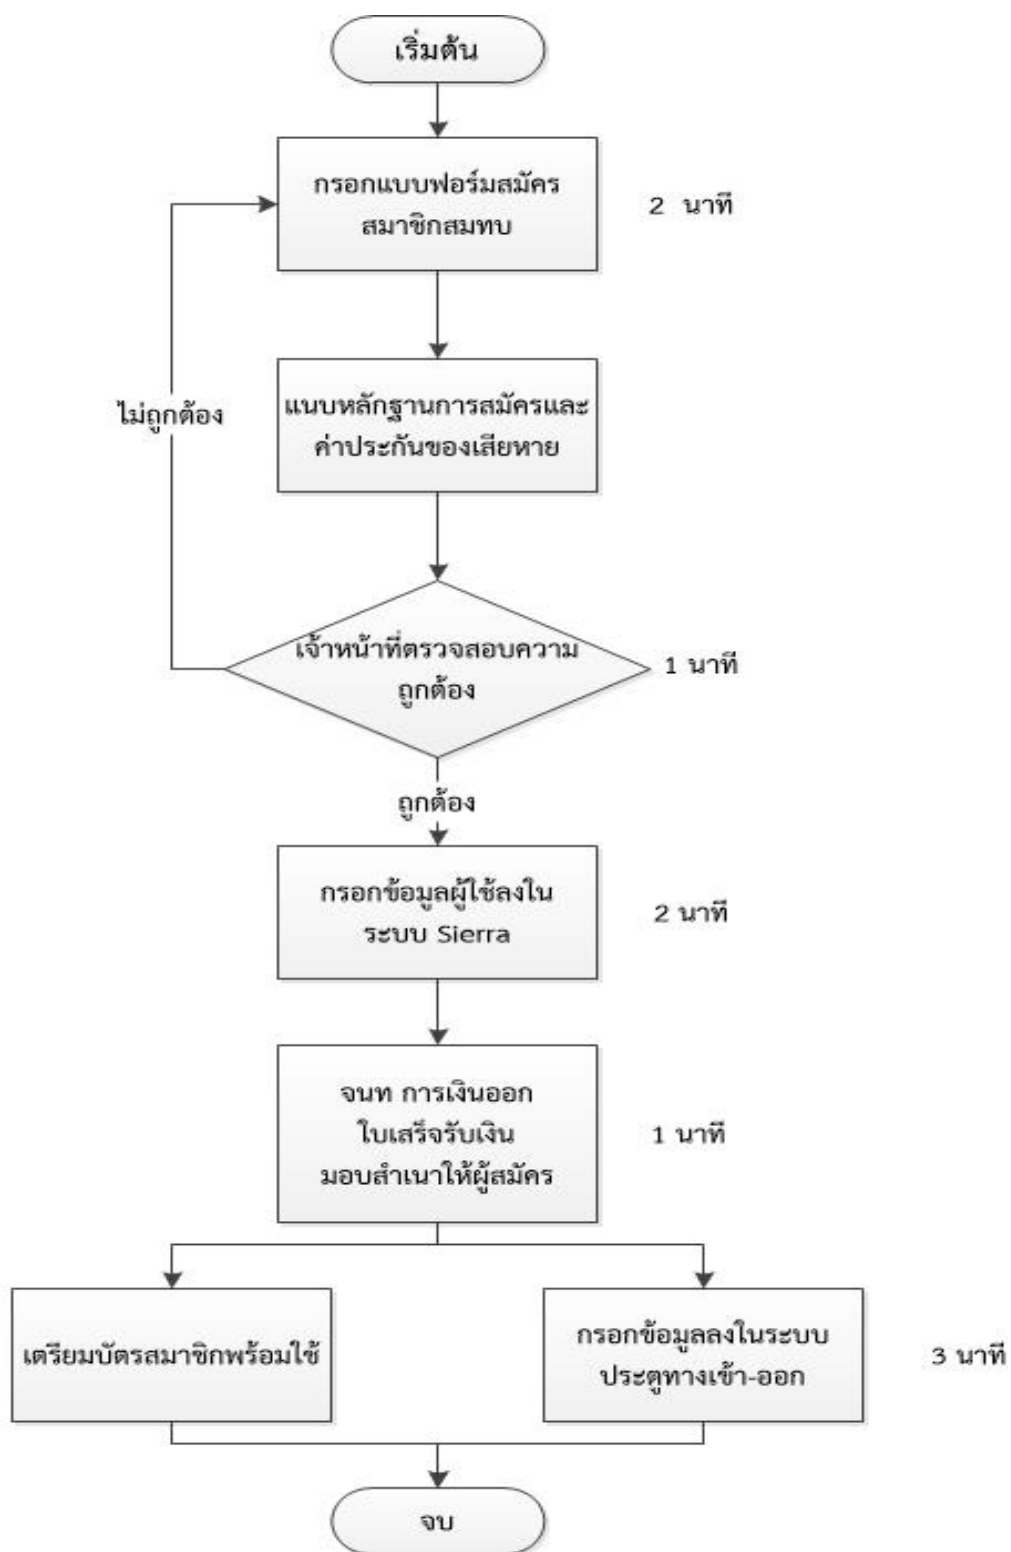 เริ่มต้น
กรอกแบบฟอร์มสมัคร
สมาชิกสมทบ
2 นาที
แนบหลักฐานการสมัครและ
ค่าประกันของเสียหาย
ไม่ถูกต้อง
เจ้าหน้าที่ตรวจสอบความ
ถูกต้อง
1 นาที
ถูกต้อง
กรอกข้อมูลผู้ใช้ลงใน
ระบบ Sierra
2 นาที
จนท การเงินออก
ใบเสร็จรับเงิน
มอบสำเนาให้ผู้สมัคร
1 นาที
เตรียมบัตรสมาชิกพร้อมใช้
กรอกข้อมูลลงในระบบ
ประตูทางเข้า-ออก
3 นาที
จบ